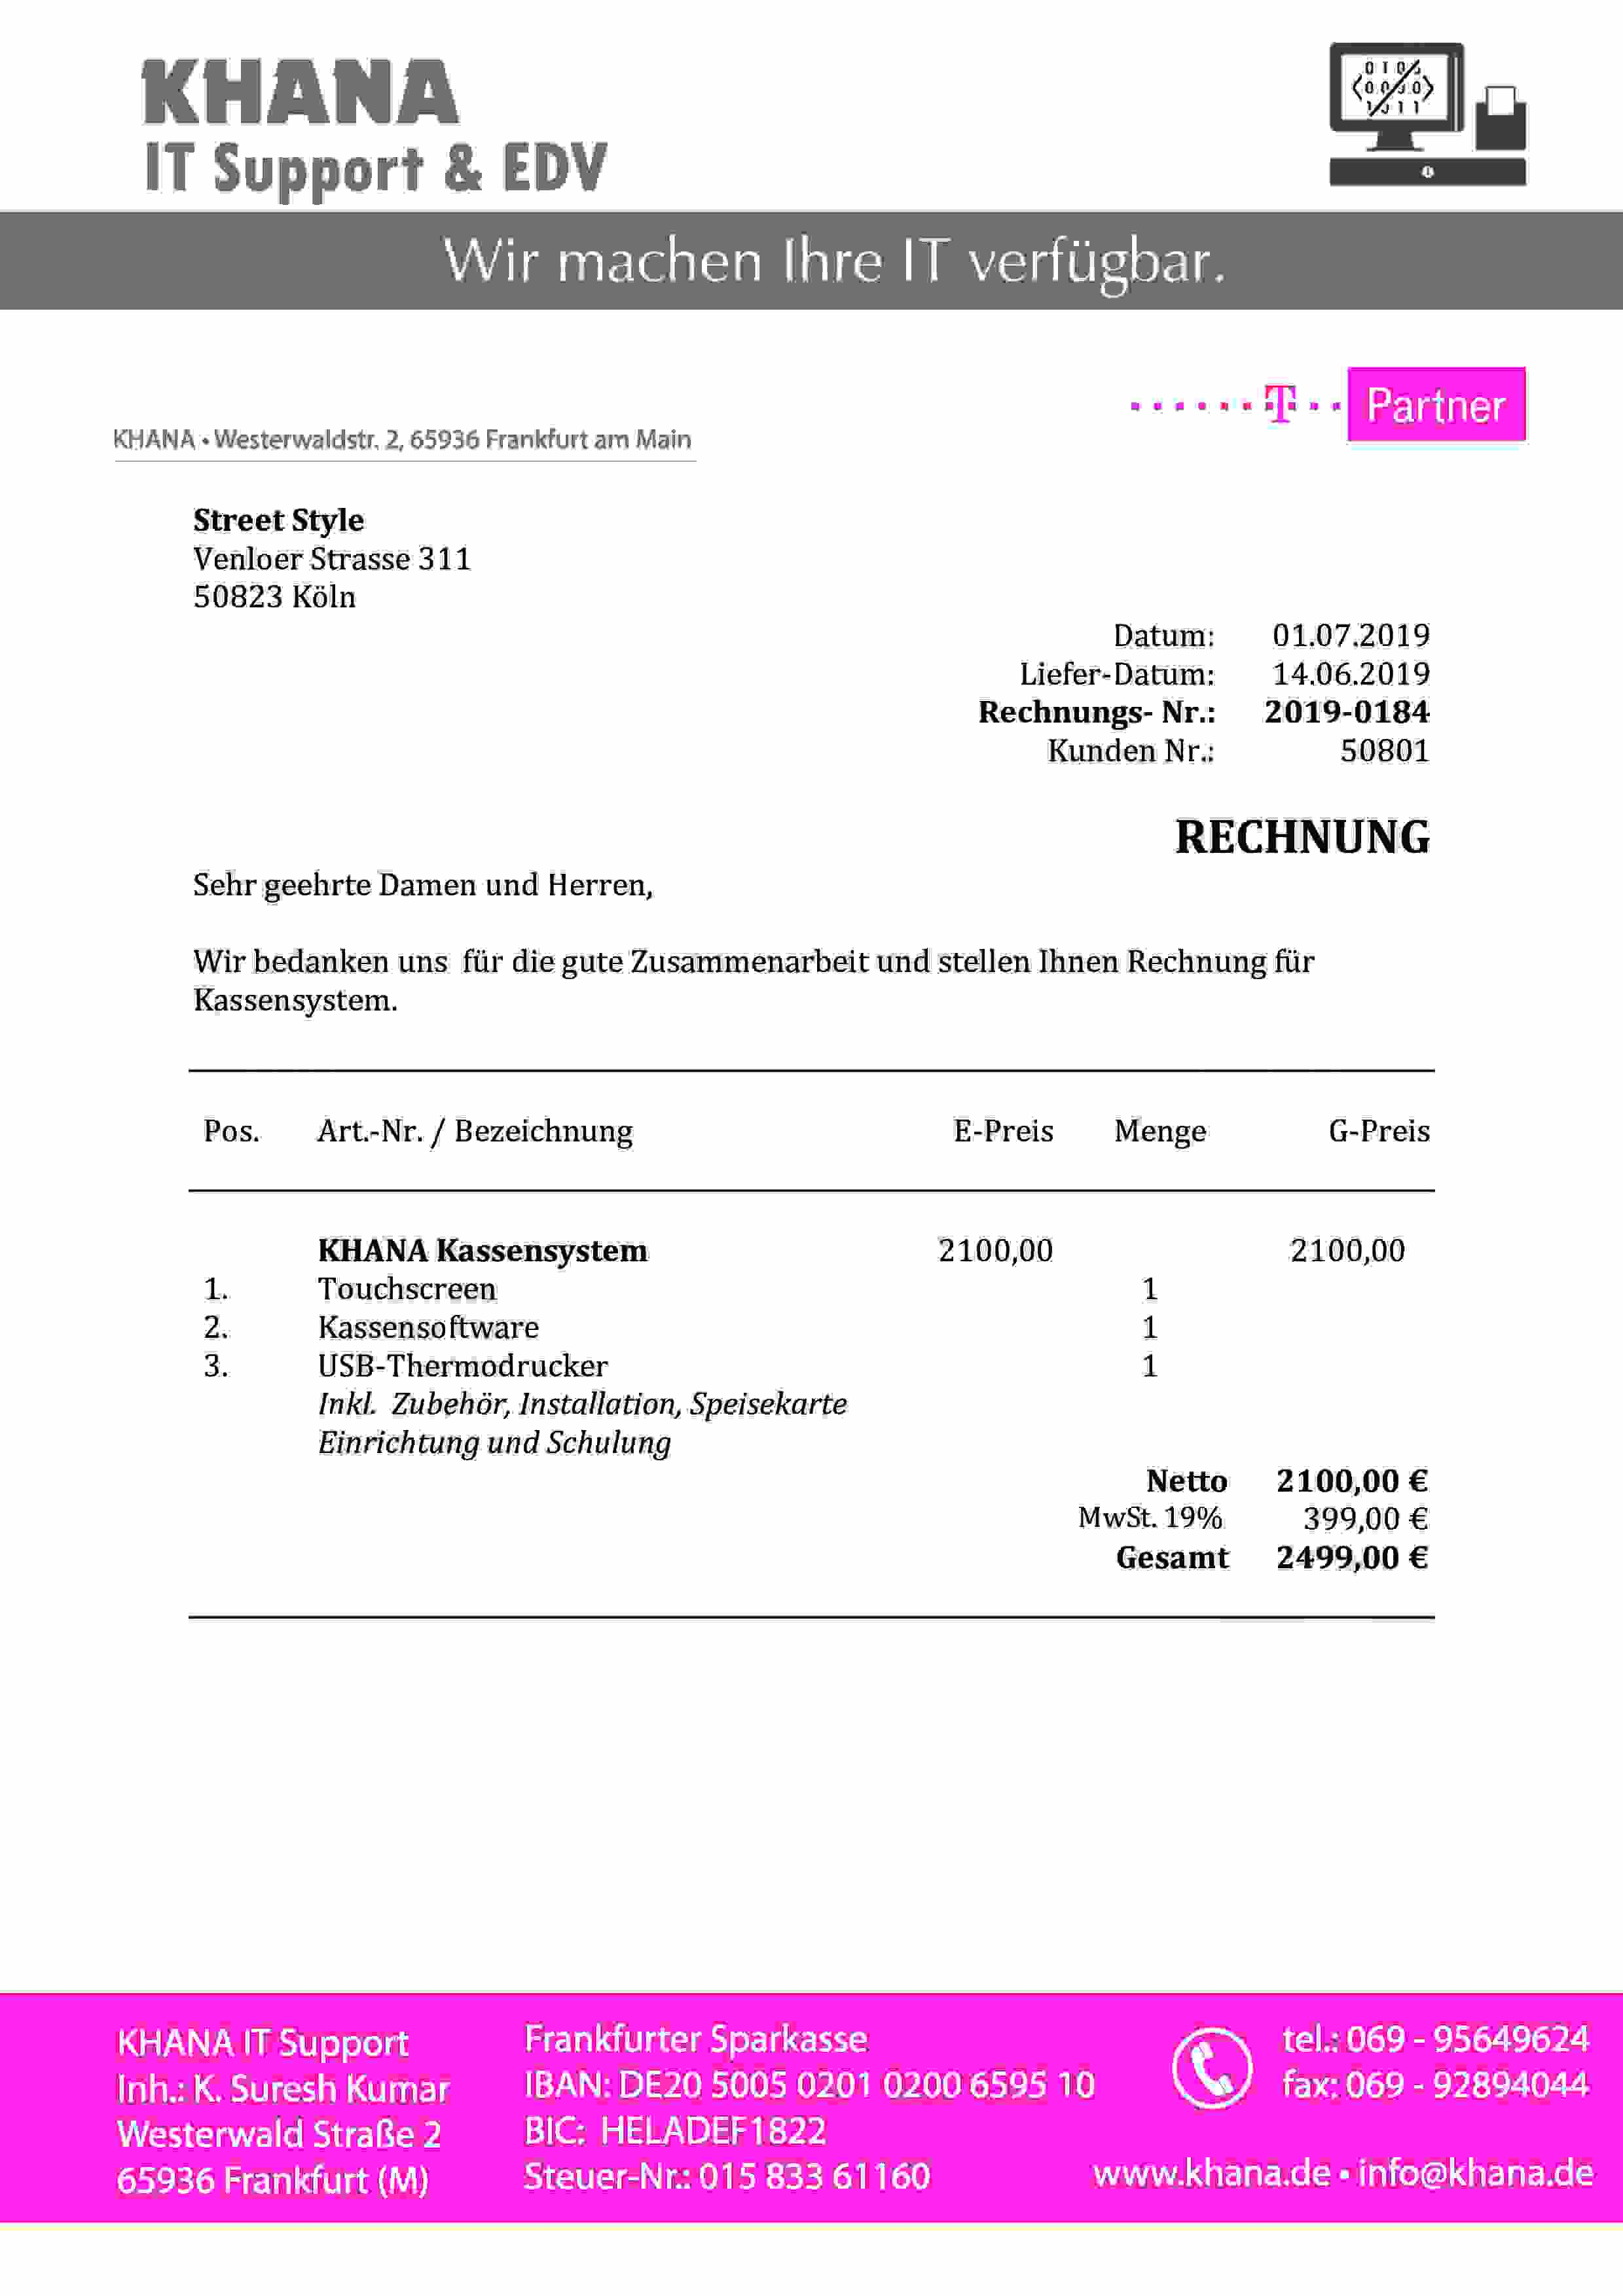 KHANA
IT Support & EDV
Wir machen Ihre IT verfügbar.
T Partner
KHANA • Westerwaldstr. 2, 65936 Frankfurt am Main
Street Style
Venloer Strasse 311
50823 Köln
Datum: 01.07.2019
Liefer-Datum: 14.06.2019
Rechnungs- Nr.: 2019-0184
Kunden Nr.: 50801
RECHNUNG
Sehr geehrte Damen und Herren,
Wir bedanken uns für die gute Zusammenarbeit und stellen Ihnen Rechnung für
Kassensystem.
Pos. Art.-Nr. / Bezeichnung E-Preis Menge G-Preis
KHANA Kassensystem 2100,00 2100,00
1. Touchscreen 1
2. Kassensoftware 1
3. USB-Thermodrucker 1
Inkl. Zubehör, Installation, Speisekarte
Einrichtung und Schulung
Netto 2100,00 €
MwSt. 19% 399,00 €
Gesamt 2499,00 €
KHANA IT Support
Inh.: K. Suresh Kumar
Westerwald Straße 2
65936 Frankfurt (M)
Frankfurter Sparkasse
IBAN: DE20 5005 0201 0200 6595 10
BIC: HELADEF1822
Steuer-Nr.: 015 833 61160
tel.: 069 - 95649624
fax: 069 - 92894044
www.khana.de • info@khana.de